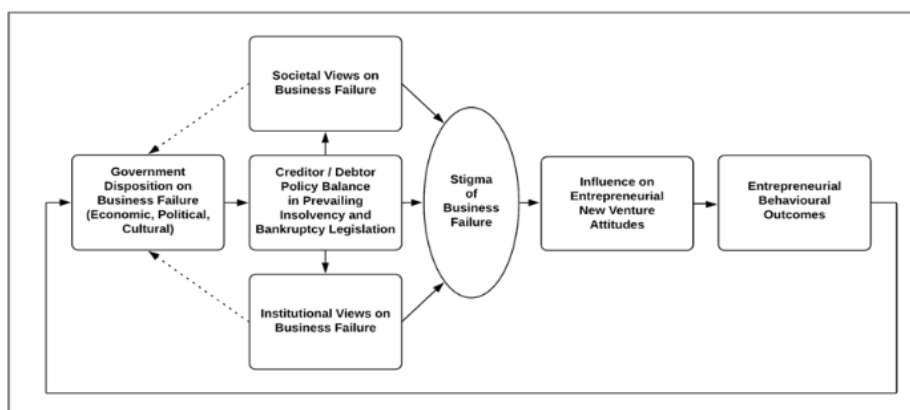 Societal Views on
Business Failure
Government
Disposition on
Business Failure
(Economic, Political,
Cultural)
Creditor / Debtor
Policy Balance
in Prevailing
Insolvency and
Bankruptcy Legislation
Stigma
of
Business
Failure
Influence on
Entrepreneurial
New Venture
Attitudes
Entrepreneurial
Behavioural
Outcomes
Institutional Views on
Business Failure